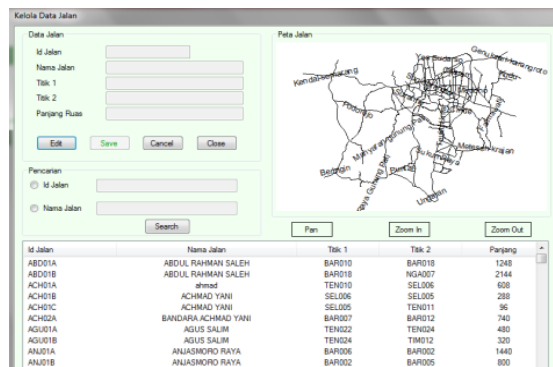 Kelola Data Jalan
Data Jalan
Id Jalan
Nama Jalan
Titik 1
Titik 2
Panjang Ruas
Edit Save Cancel Close
Pencarian
Id Jalan
Nama Jalan
Search
Peta Jalan
Pan Zoom In Zoom Out
Id Jalan Nama Jalan Titik 1 Titik 2 Panjang
ABD01A ABDUL RAHMAN SALEH BAR010 BAR018 1248
ABD01B ABDUL RAHMAN SALEH BAR018 NGA007 2144
ACH01A ahmad TEN010 SEL006 608
ACH01B ACHMAD YANI SEL006 SEL005 288
ACH01C ACHMAD YANI SEL005 TEN011 96
ACH02A BANDARA ACHMAD YANI BAR007 BAR012 740
AGU01A AGUS SALIM TEN022 TEN024 480
AGU01B AGUS SALIM TEN024 TIM012 320
ANJ01A ANJASMORO RAYA BAR006 BAR002 1440
ANJ01B ANJASMORO RAYA BAR002 BAR005 800